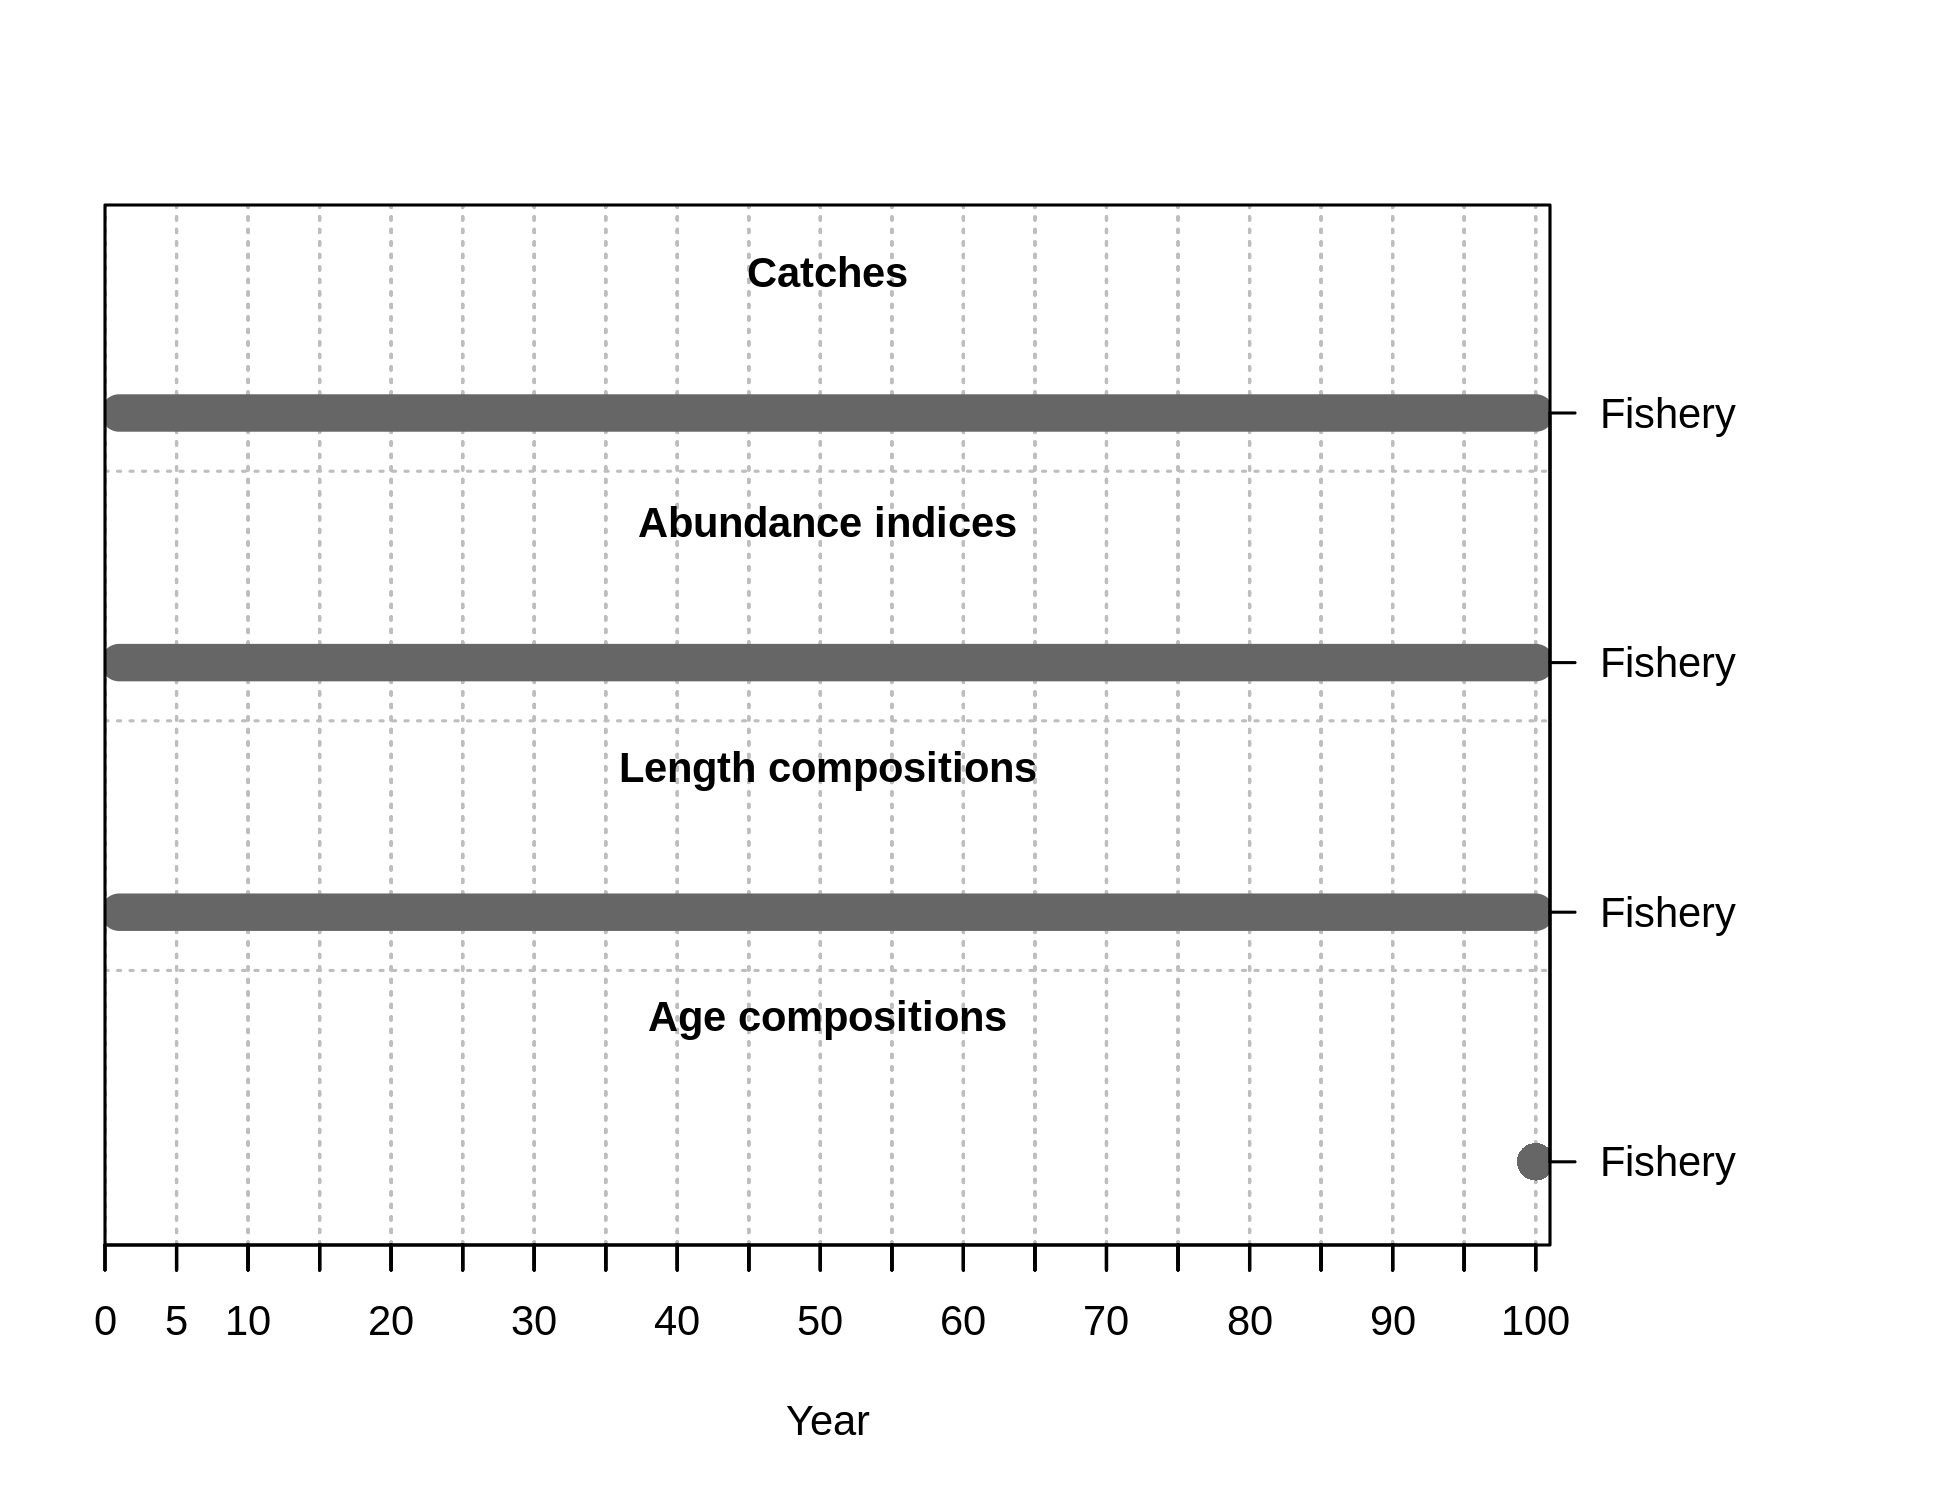 Catches
Fishery
Abundance indices
Fishery
Length compositions
Fishery
Age compositions
Fishery
0 5 10 20 30 40 50 60 70 80 90 100
Year